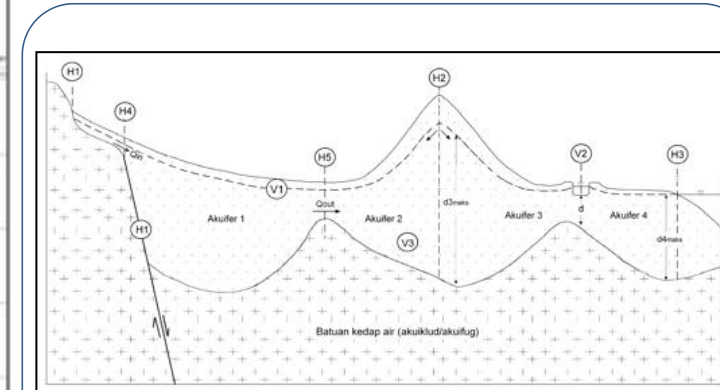 H1
H2
H4
Qin
H5
V2
H3
V1
Qout
d3maks
d
Akuifer 1
Akuifer 2
Akuifer 3
Akuifer 4
H1
V3
d4maks
Batuan kedap air (akuiklud/akuifug)